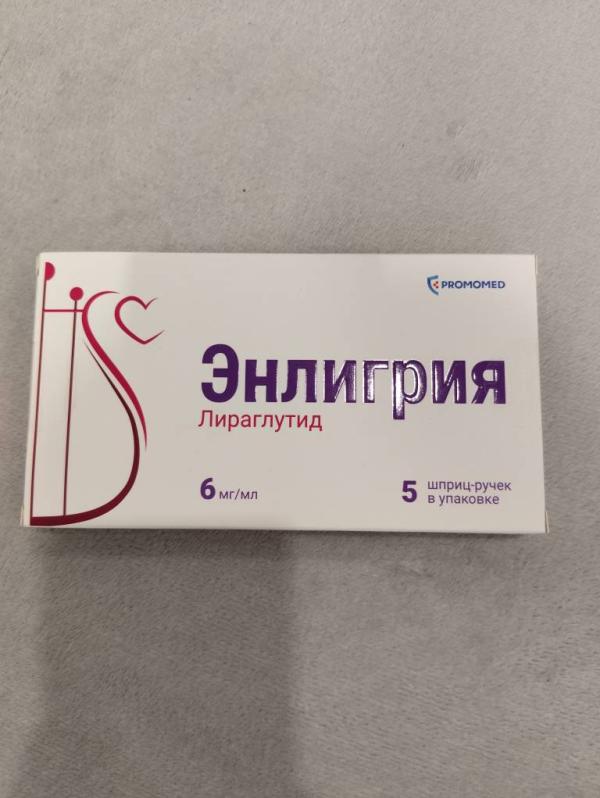 PROMOMED
Энлигрия
Лираглутид
6 мг/мл
5 шприц-ручек
в упаковке